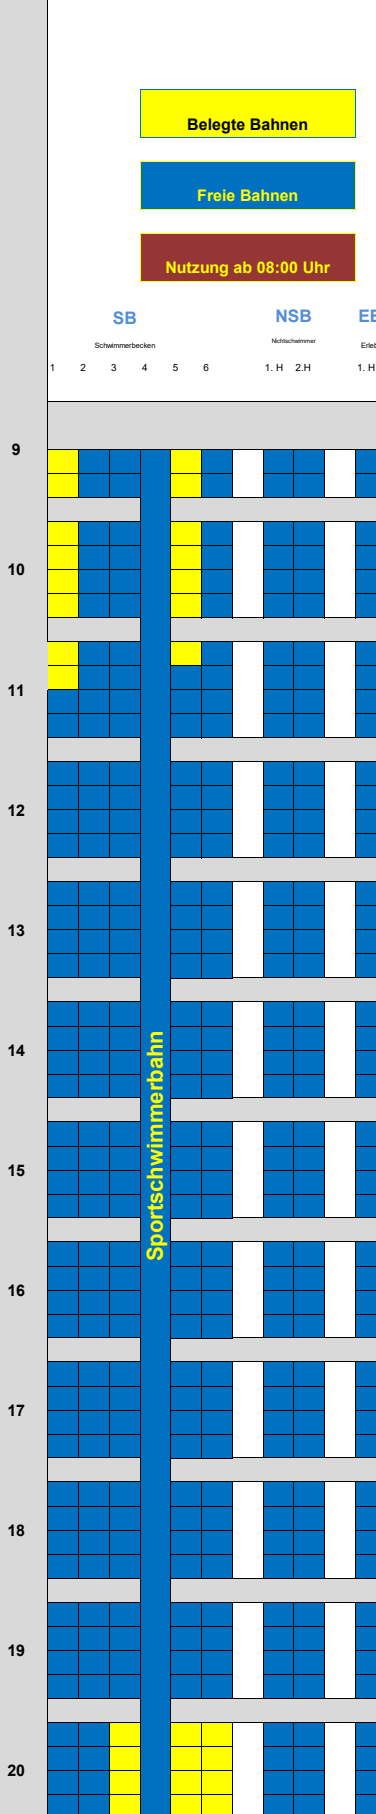 Belegte Bahnen
Freie Bahnen
Nutzung ab 08:00 Uhr
SB NSB
Schwimmerbecken Nichtschwimmer
1 2 3 4 5 6 1. H 2.H 1. H
9
10
11
12
13
14
Sportschwimmerbahn
15
16
17
18
19
20